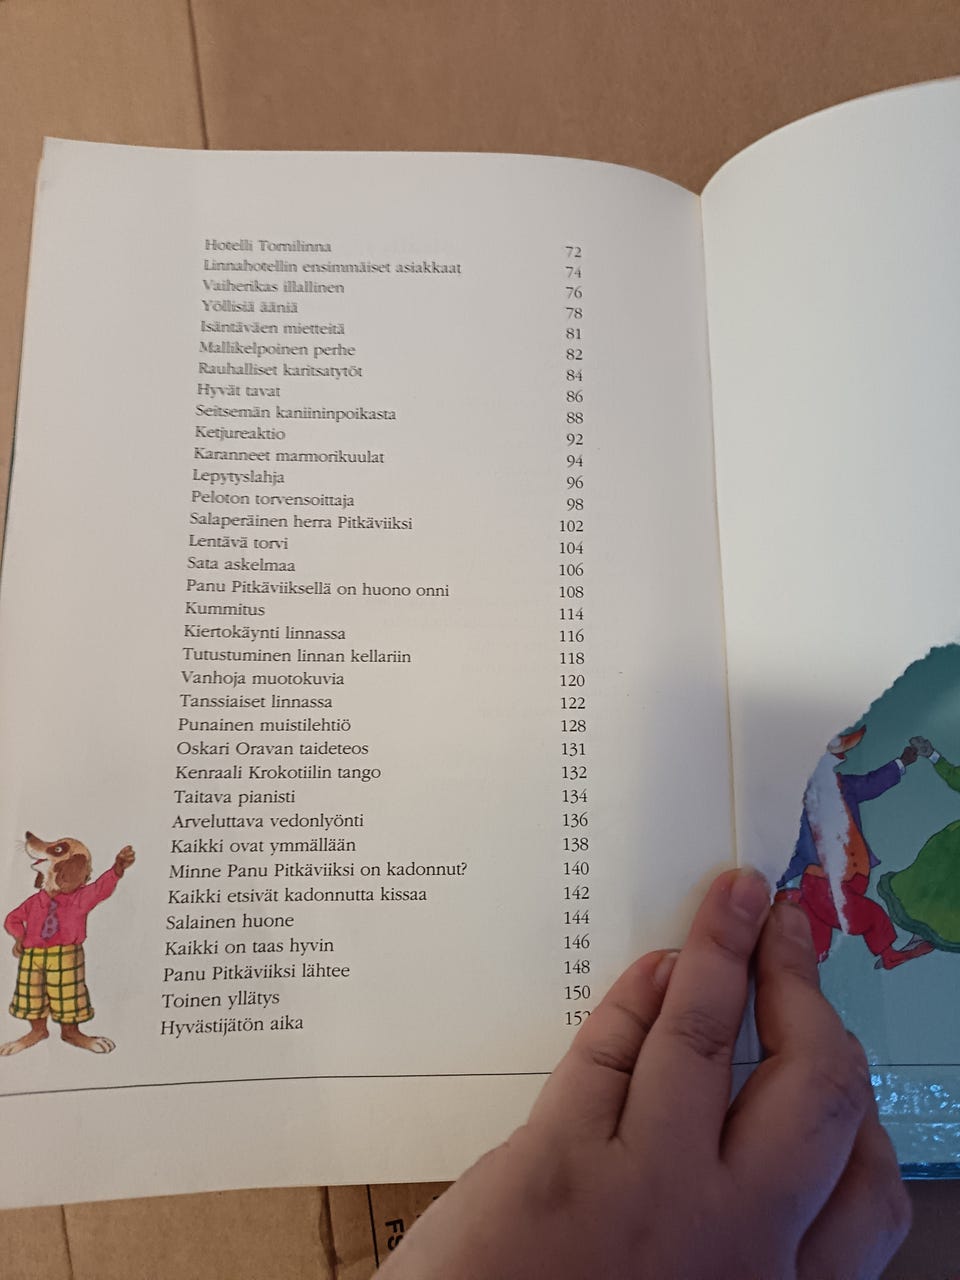 Hotelli Tomilinna 72
Linnahotellin ensimmäiset asiakkaat 74
Vaiherikas illallinen 76
Yöllisiä ääniä 78
Isäntäväen mietteitä 81
Mallikelpoinen perhe 82
Rauhalliset karitsatytöt 84
Hyvät tavat 86
Seitsemän kaniininpoikasta 88
Ketjureaktio 92
Karanneet marmorikuulat 94
Lepytyslahja 96
Peloton torvensoittaja 98
Salaperäinen herra Pitkäviiksi 102
Lentävä torvi 104
Sata askelmaa 106
Panu Pitkäviiksellä on huono onni 108
Kummitus 114
Kiertokäynti linnassa 116
Tutustuminen linnan kellariin 118
Vanhoja muotokuvia 120
Tanssiaiset linnassa 122
Punainen muistilehtiö 128
Oskari Oravan taideteos 131
Kenraali Krokotiilin tango 132
Taitava pianisti 134
Arveluttava vedonlyönti 136
Kaikki ovat ymmällään 138
Minne Panu Pitkäviiksi on kadonnut? 140
Kaikki etsivät kadonnutta kissaa 142
Salainen huone 144
Kaikki on taas hyvin 146
Panu Pitkäviiksi lähtee 148
Toinen yllätys 150
Hyvästijätön aika